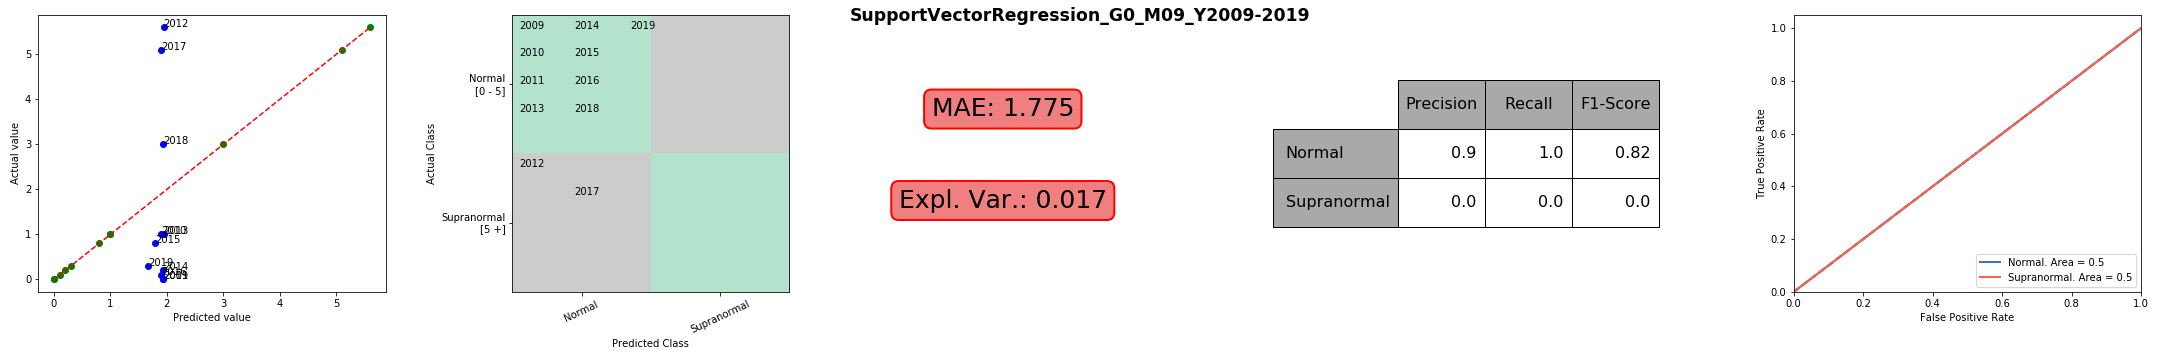 SupportVectorRegression_G0_M09_Y2009-2019
2012
2017
2018
2013
2015
2019
2014
2011
Actual value
5
4
3
2
1
0
0 1 2 3 4 5
Predicted value
2009 2014 2019
2010 2015
2011 2016
2013 2018
2012
2017
Normal
[0 - 5]
Supranormal
[5 +]
Actual Class
Normal Supranormal
Predicted Class
MAE: 1.775
Expl. Var.: 0.017
Precision Recall F1-Score
Normal 0.9 1.0 0.82
Supranormal 0.0 0.0 0.0
True Positive Rate
1.0
0.8
0.6
0.4
0.2
0.0
0.0 0.2 0.4 0.6 0.8 1.0
False Positive Rate
Normal. Area = 0.5
Supranormal. Area = 0.5